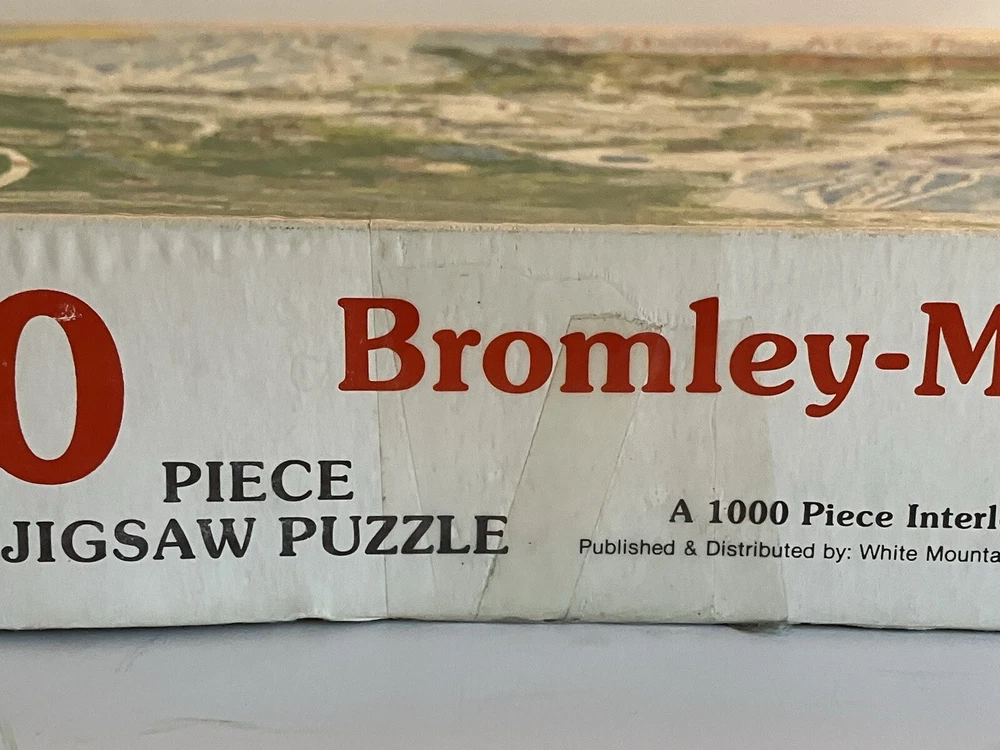 0
Bromley-M
PIECE
JIGSAW PUZZLE
A 1000 Piece Interl
Published & Distributed by: White Mounta